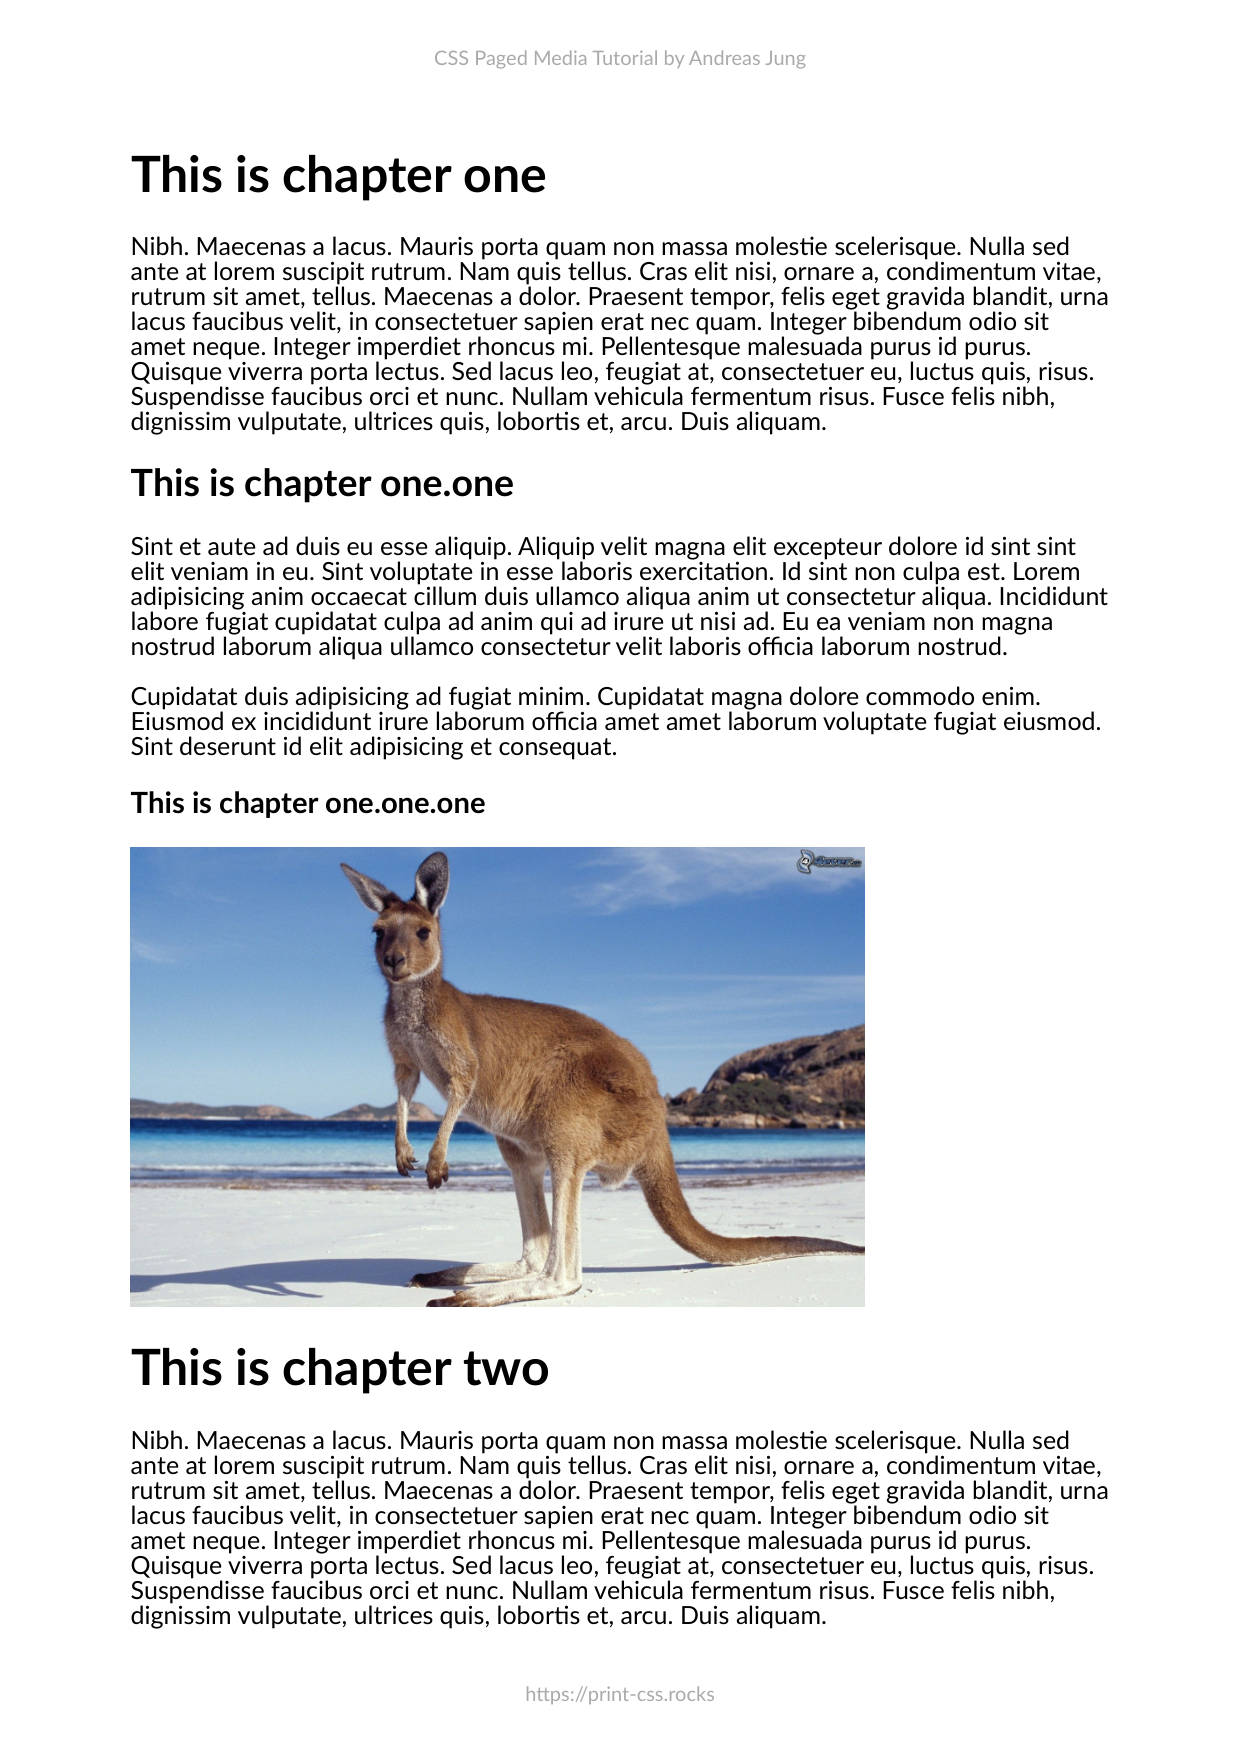 CSS Paged Media Tutorial by Andreas Jung
This is chapter one
Nibh. Maecenas a lacus. Mauris porta quam non massa molestie scelerisque. Nulla sed
ante at lorem suscipit rutrum. Nam quis tellus. Cras elit nisi, ornare a, condimentum vitae,
rutrum sit amet, tellus. Maecenas a dolor. Praesent tempor, felis eget gravida blandit, urna
lacus faucibus velit, in consectetuer sapien erat nec quam. Integer bibendum odio sit
amet neque. Integer imperdiet rhoncus mi. Pellentesque malesuada purus id purus.
Quisque viverra porta lectus. Sed lacus leo, feugiat at, consectetuer eu, luctus quis, risus.
Suspendisse faucibus orci et nunc. Nullam vehicula fermentum risus. Fusce felis nibh,
dignissim vulputate, ultrices quis, lobortis et, arcu. Duis aliquam.
This is chapter one.one
Sint et aute ad duis eu esse aliquip. Aliquip velit magna elit excepteur dolore id sint sint
elit veniam in eu. Sint voluptate in esse laboris exercitation. Id sint non culpa est. Lorem
adipisicing anim occaecat cillum duis ullamco aliqua anim ut consectetur aliqua. Incididunt
labore fugiat cupidatat culpa ad anim qui ad irure ut nisi ad. Eu ea veniam non magna
nostrud laborum aliqua ullamco consectetur velit laboris officia laborum nostrud.
Cupidatat duis adipisicing ad fugiat minim. Cupidatat magna dolore commodo enim.
Eiusmod ex incididunt irure laborum officia amet amet laborum voluptate fugiat eiusmod.
Sint deserunt id elit adipisicing et consequat.
This is chapter one.one.one
This is chapter two
Nibh. Maecenas a lacus. Mauris porta quam non massa molestie scelerisque. Nulla sed
ante at lorem suscipit rutrum. Nam quis tellus. Cras elit nisi, ornare a, condimentum vitae,
rutrum sit amet, tellus. Maecenas a dolor. Praesent tempor, felis eget gravida blandit, urna
lacus faucibus velit, in consectetuer sapien erat nec quam. Integer bibendum odio sit
amet neque. Integer imperdiet rhoncus mi. Pellentesque malesuada purus id purus.
Quisque viverra porta lectus. Sed lacus leo, feugiat at, consectetuer eu, luctus quis, risus.
Suspendisse faucibus orci et nunc. Nullam vehicula fermentum risus. Fusce felis nibh,
dignissim vulputate, ultrices quis, lobortis et, arcu. Duis aliquam.
https://print-css.rocks